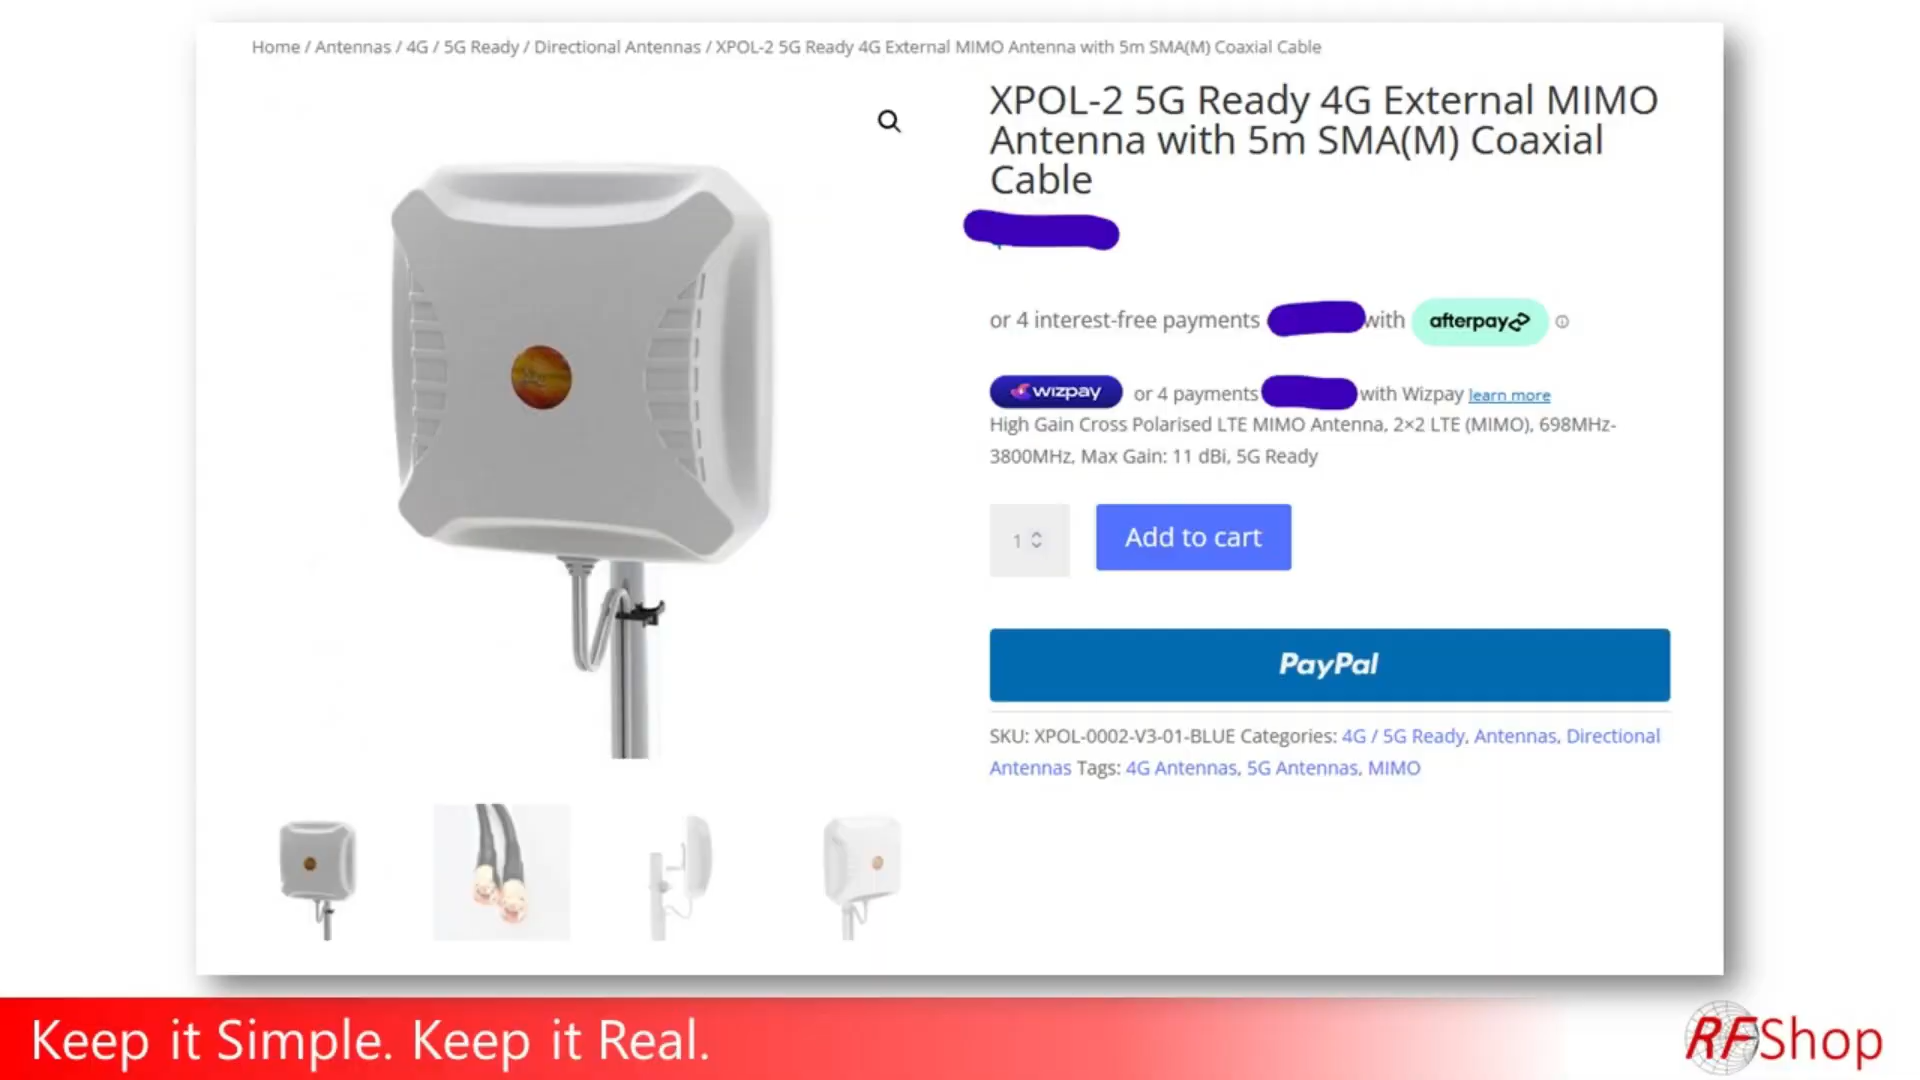 Home / Antennas / 4G / 5G Ready / Directional Antennas / XPOL-2 5G Ready 4G External MIMO Antenna with 5m SMA(M) Coaxial Cable
XPOL-2 5G Ready 4G External MIMO
Antenna with 5m SMA(M) Coaxial
Cable
or 4 interest-free payments with afterpay
wizpay or 4 payments with Wizpay learn more
High Gain Cross Polarised LTE MIMO Antenna, 2×2 LTE (MIMO), 698MHz-
3800MHz, Max Gain: 11 dBi, 5G Ready
1 Add to cart
PayPal
SKU: XPOL-0002-V3-01-BLUE Categories: 4G / 5G Ready, Antennas, Directional
Antennas Tags: 4G Antennas, 5G Antennas, MIMO
Keep it Simple. Keep it Real.
RFShop